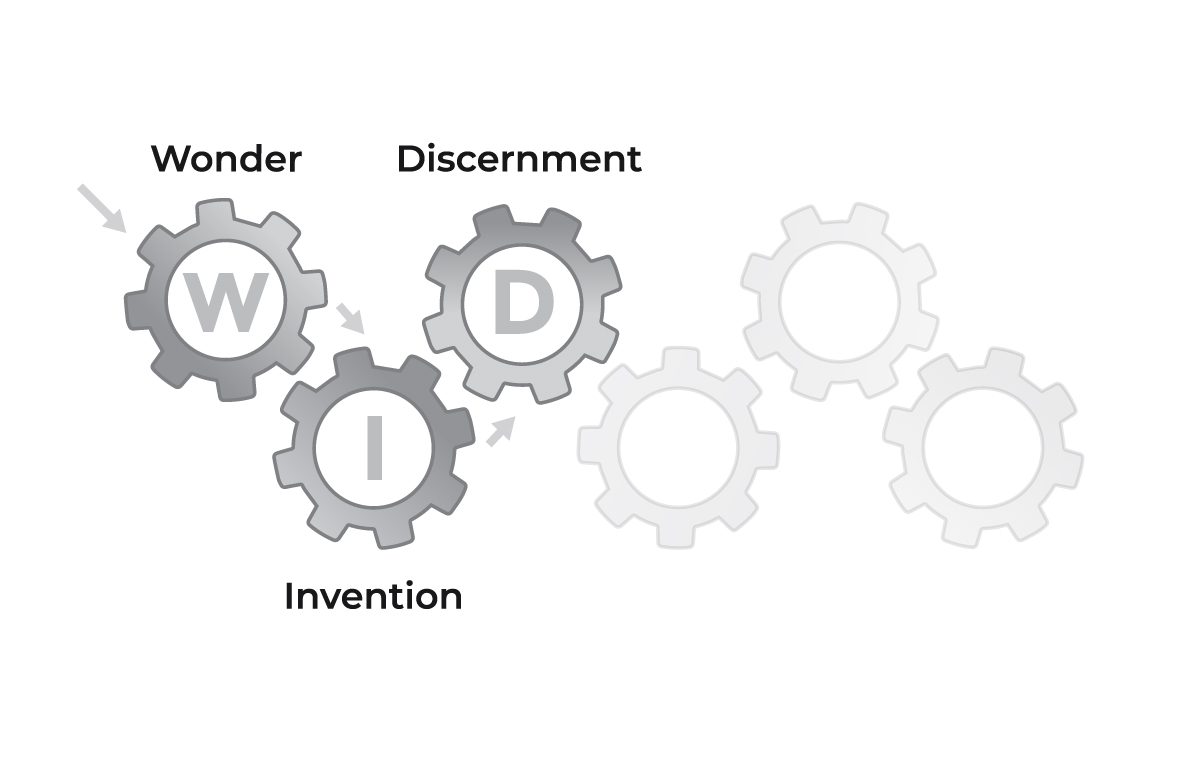 Wonder
Discernment
W
D
I
Invention